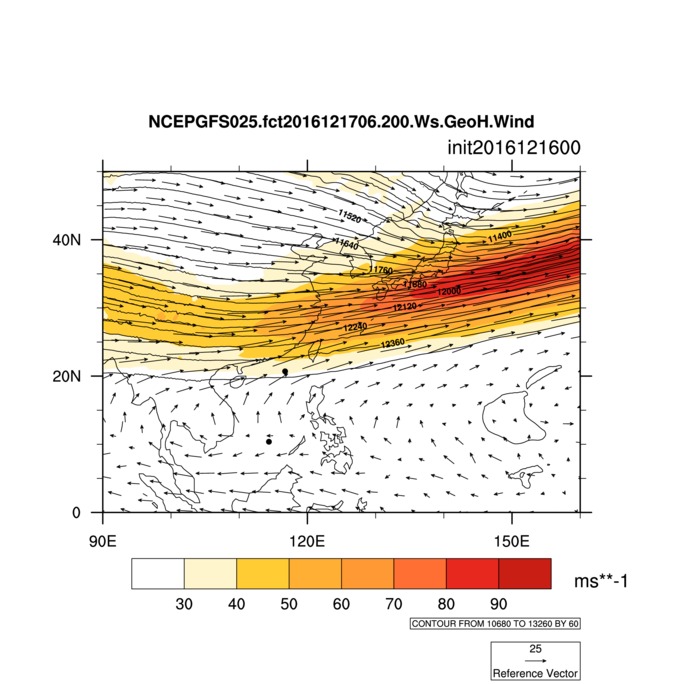 NCEPGFS025.fct2016121706.200.Ws.GeoH.Wind
init2016121600
11520
11640
11400
40N
11760
11880
12000
12120
12240
12360
20N
0
90E 120E 150E
ms**-1
30 40 50 60 70 80 90
CONTOUR FROM 10680 TO 13260 BY 60
25
Reference Vector